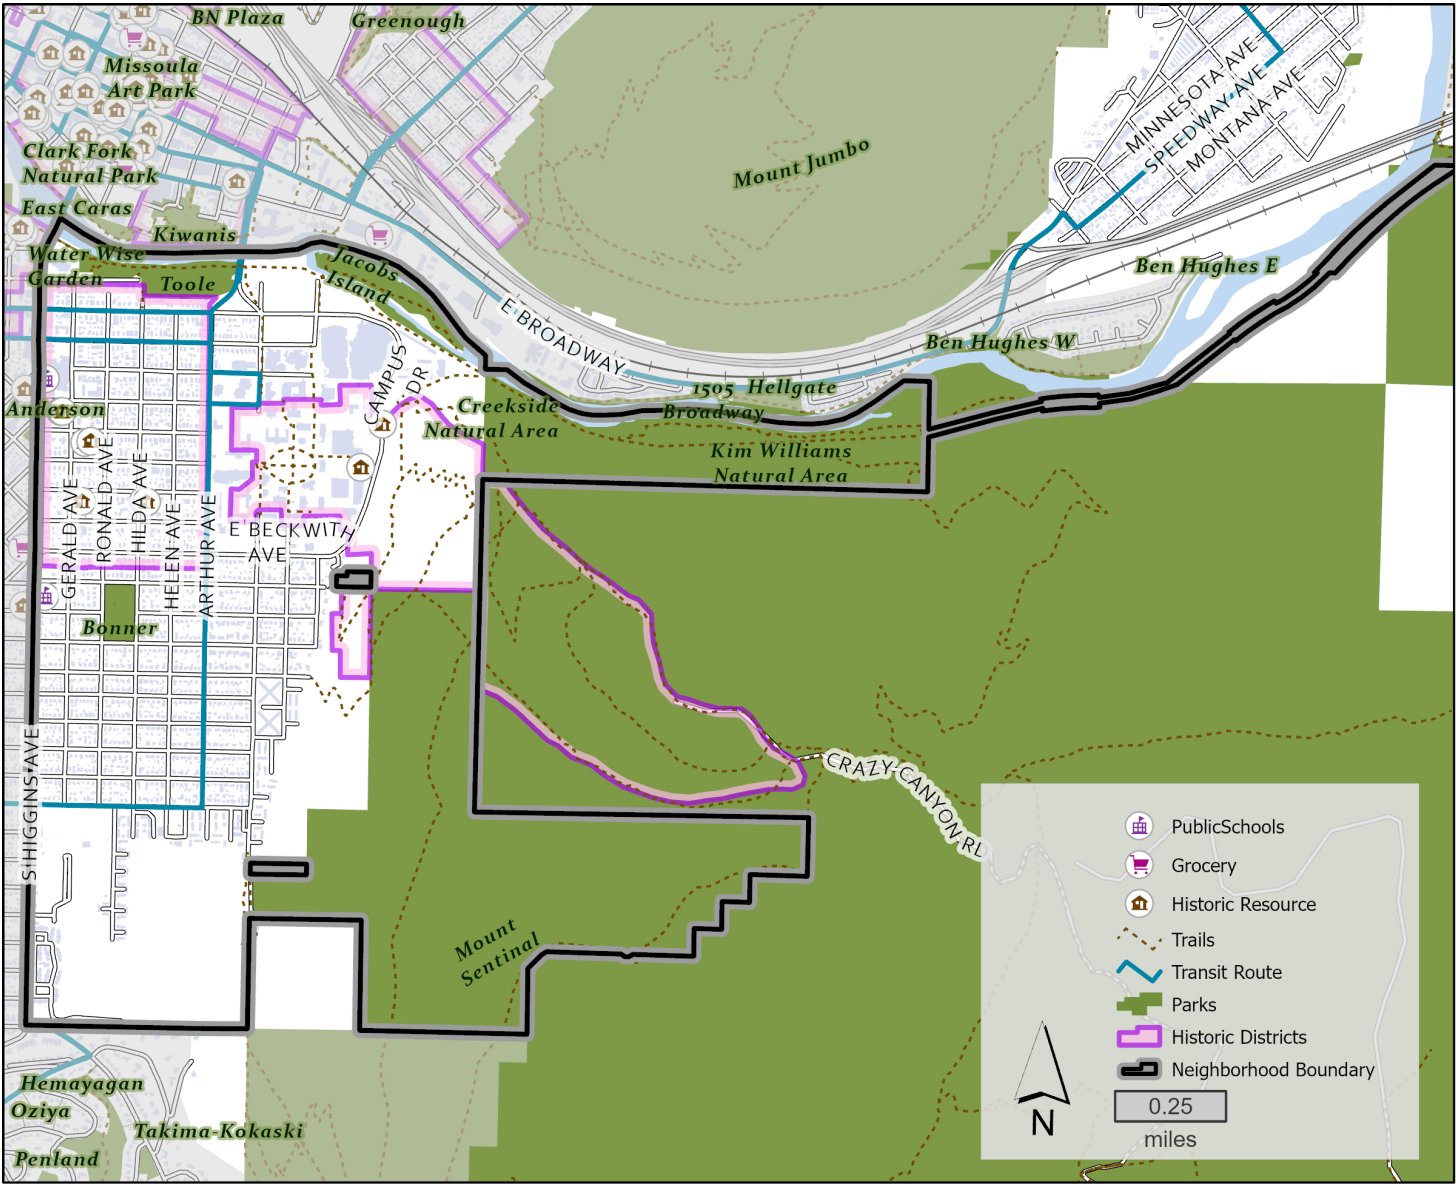 BN Plaza
Greenough
Missoula
Art Park
MINNESOTA AVE
SPEEDWAY AVE
MONTANA AVE
Mount Jumbo
Clark Fork
Natural Park
East Caras
Kiwanis
Water Wise
Garden
Toole
Jacobs
Island
Ben Hughes E
E BROADWAY
Ben Hughes W
CAMPUS
DR
1505 Hellgate
Broadway
Anderson
Creekside
Natural Area
Kim Williams
Natural Area
GERALD AVE
RONALD AVE
HILDA AVE
HELEN AVE
ARTHUR AVE
E BECKWITH
AVE
Bonner
S HIGGINS AVE
CRAZY CANYON RD
Mount
Sentinal
PublicSchools
Grocery
Historic Resource
Trails
Transit Route
Parks
Historic Districts
Neighborhood Boundary
N
0.25
miles
Hemayagan
Oziya
Takima-Kokaski
Penland